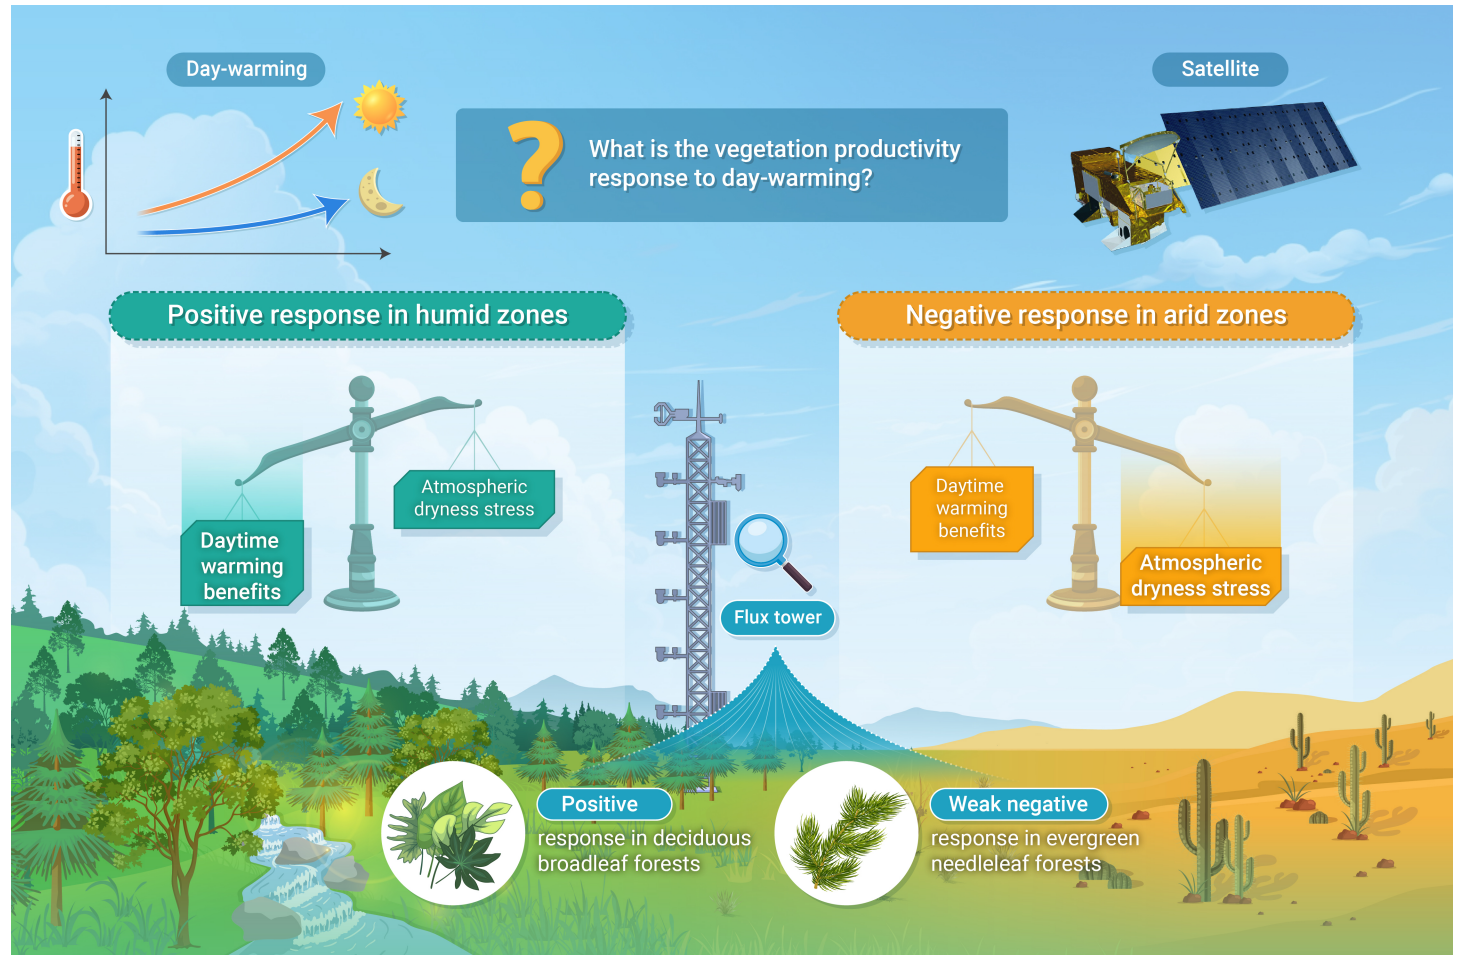 Day-warming
What is the vegetation productivity
response to day-warming?
Satellite
Positive response in humid zones
Daytime
warming
benefits
Atmospheric
dryness stress
Negative response in arid zones
Daytime
warming
benefits
Atmospheric
dryness stress
Flux tower
Positive
response in deciduous
broadleaf forests
Weak negative
response in evergreen
needleleaf forests